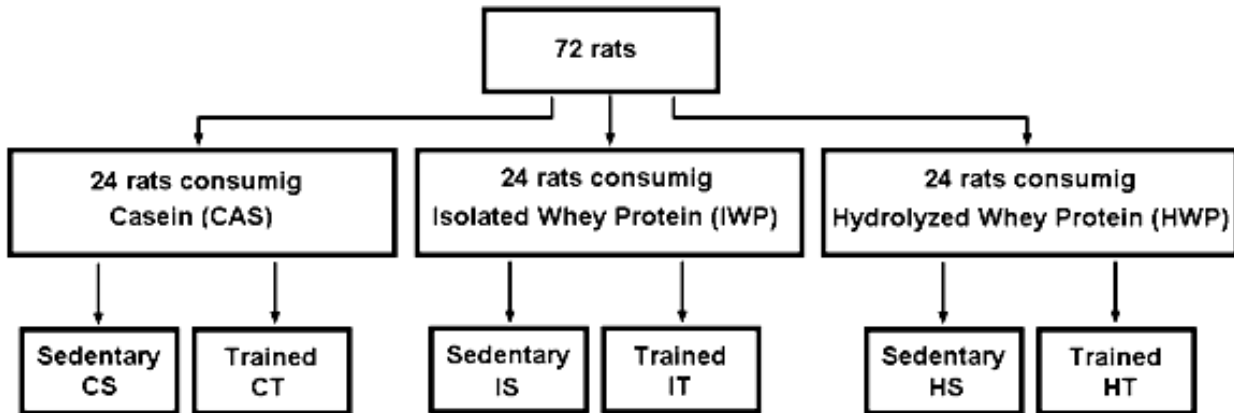 72 rats
24 rats consumig
Casein (CAS)
24 rats consumig
Isolated Whey Protein (IWP)
24 rats consumig
Hydrolyzed Whey Protein (HWP)
Sedentary
CS
Trained
CT
Sedentary
IS
Trained
IT
Sedentary
HS
Trained
HT